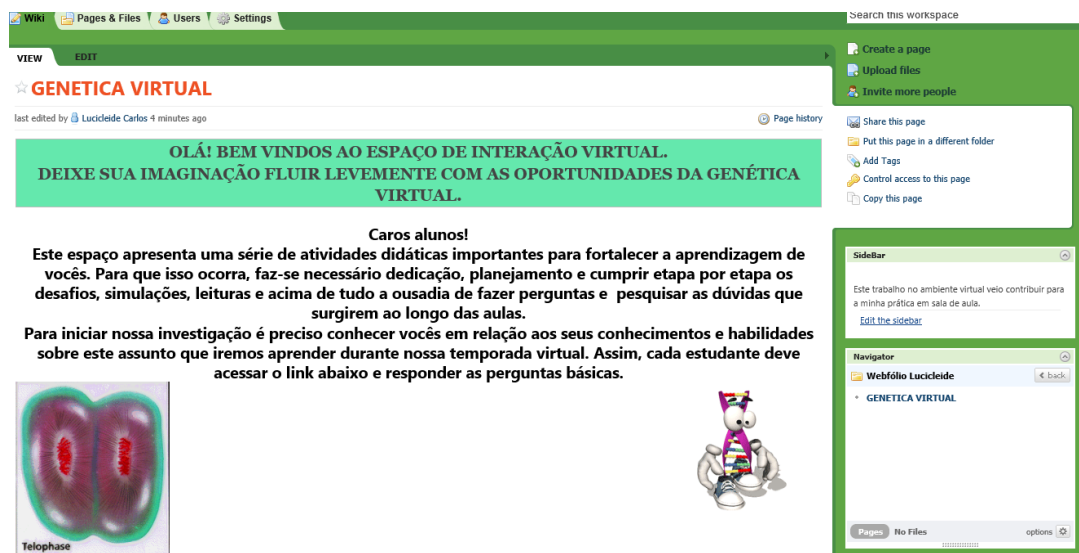 Wiki
Pages & Files
Users
Settings
Search this workspace
VIEW
EDIT
GENETICA VIRTUAL
last edited by Lucicleide Carlos 4 minutes ago
Page history
OLÁ! BEM VINDOS AO ESPAÇO DE INTERAÇÃO VIRTUAL.
DEIXE SUA IMAGINAÇÃO FLUIR LEVEMENTE COM AS OPORTUNIDADES DA GENÉTICA
VIRTUAL.
Caros alunos!
Este espaço apresenta uma série de atividades didáticas importantes para fortalecer a aprendizagem de
vocês. Para que isso ocorra, faz-se necessário dedicação, planejamento e cumprir etapa por etapa os
desafios, simulações, leituras e acima de tudo a ousadia de fazer perguntas e pesquisar as dúvidas que
surgirem ao longo das aulas.
Para iniciar nossa investigação é preciso conhecer vocês em relação aos seus conhecimentos e habilidades
sobre este assunto que iremos aprender durante nossa temporada virtual. Assim, cada estudante deve
acessar o link abaixo e responder as perguntas básicas.
Telophase
Create a page
Upload files
Invite more people
Share this page
Put this page in a different folder
Add Tags
Control access to this page
Copy this page
SideBar
Este trabalho no ambiente virtual veio contribuir para
a minha prática em sala de aula.
Edit the sidebar
Navigator
Webfólio Lucicleide
back
GENETICA VIRTUAL
Pages
No Files
options